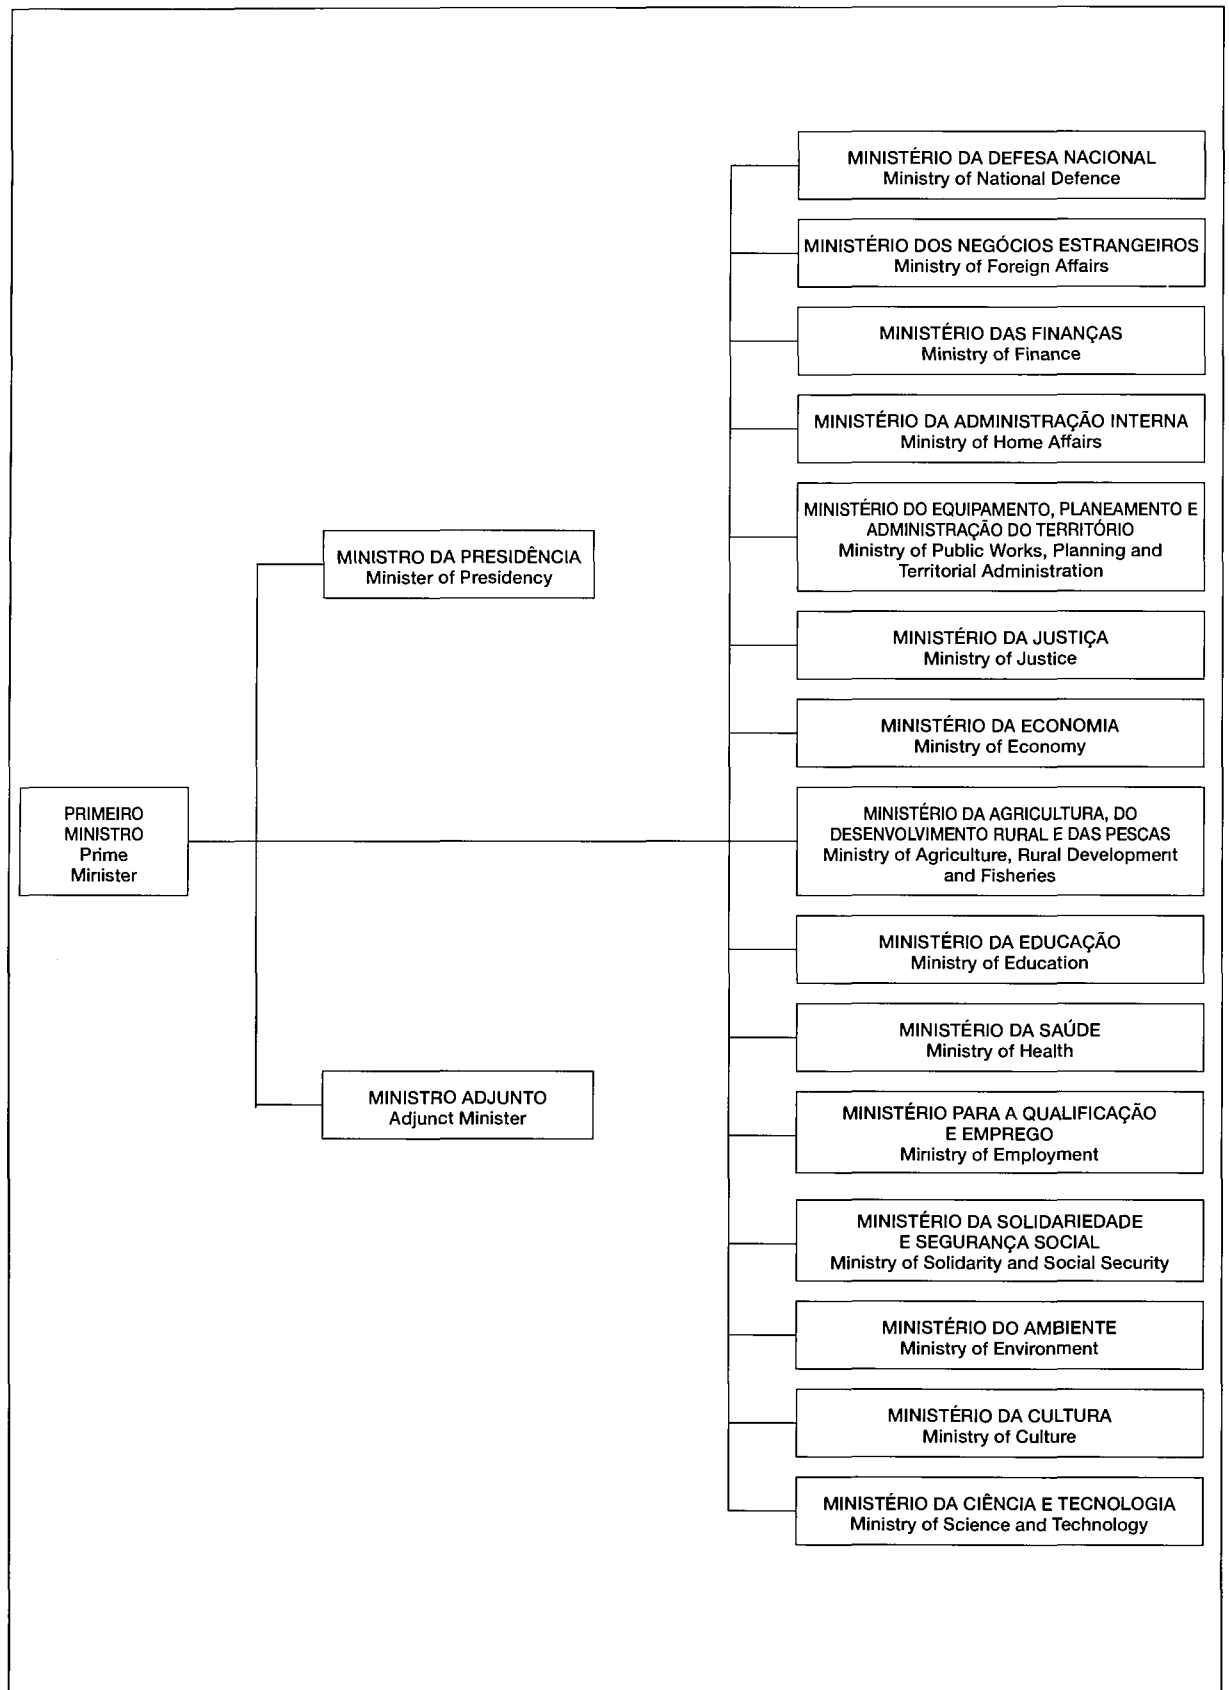 PRIMEIRO
MINISTRO
Prime
Minister
MINISTRO DA PRESIDÊNCIA
Minister of Presidency
MINISTRO ADJUNTO
Adjunct Minister
MINISTÉRIO DA DEFESA NACIONAL
Ministry of National Defence
MINISTÉRIO DOS NEGÓCIOS ESTRANGEIROS
Ministry of Foreign Affairs
MINISTÉRIO DAS FINANÇAS
Ministry of Finance
MINISTÉRIO DA ADMINISTRAÇÃO INTERNA
Ministry of Home Affairs
MINISTÉRIO DO EQUIPAMENTO, PLANEAMENTO E
ADMINISTRAÇÃO DO TERRITÓRIO
Ministry of Public Works, Planning and
Territorial Administration
MINISTÉRIO DA JUSTIÇA
Ministry of Justice
MINISTÉRIO DA ECONOMIA
Ministry of Economy
MINISTÉRIO DA AGRICULTURA, DO
DESENVOLVIMENTO RURAL E DAS PESCAS
Ministry of Agriculture, Rural Development
and Fisheries
MINISTÉRIO DA EDUCAÇÃO
Ministry of Education
MINISTÉRIO DA SAÚDE
Ministry of Health
MINISTÉRIO PARA A QUALIFICAÇÃO
E EMPREGO
Ministry of Employment
MINISTÉRIO DA SOLIDARIEDADE
E SEGURANÇA SOCIAL
Ministry of Solidarity and Social Security
MINISTÉRIO DO AMBIENTE
Ministry of Environment
MINISTÉRIO DA CULTURA
Ministry of Culture
MINISTÉRIO DA CIÊNCIA E TECNOLOGIA
Ministry of Science and Technology